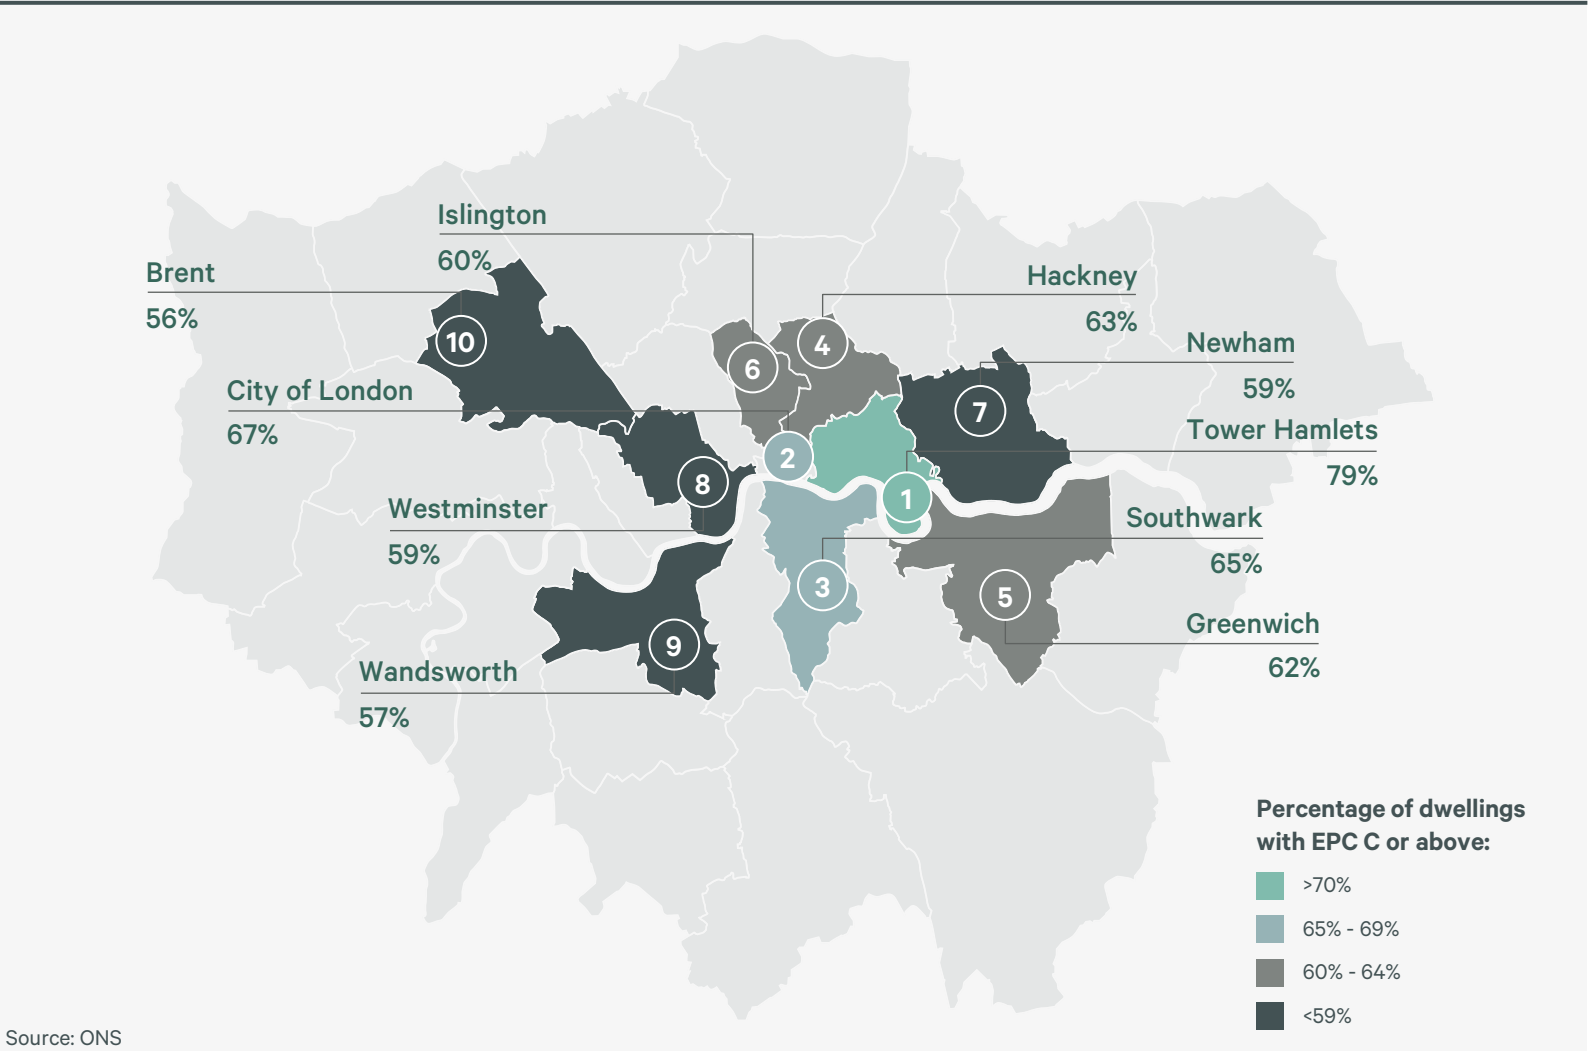 Islington
60%
Brent
56%
Hackney
63%
Newham
59%
City of London
67%
Tower Hamlets
79%
Westminster
59%
Southwark
65%
Greenwich
62%
Wandsworth
57%
10
6
4
7
2
8
1
3
5
9
Percentage of dwellings
with EPC C or above:
>70%
65% - 69%
60% - 64%
<59%
Source: ONS